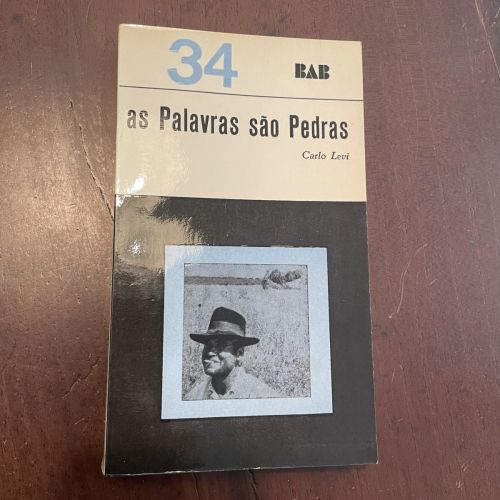 34
BAB
as Palavras são Pedras
Carlo Levi